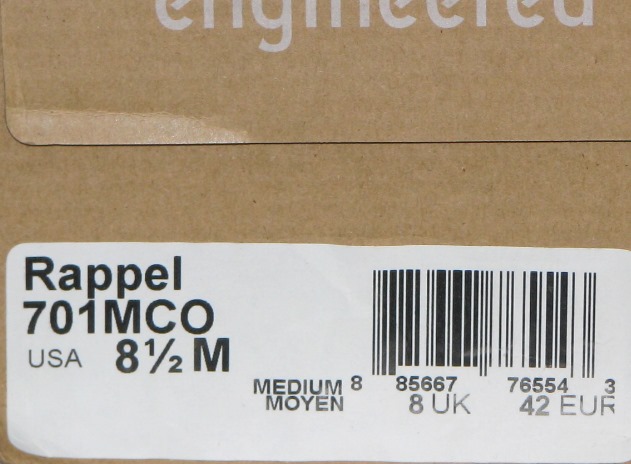 engineered
Rappel
701MCO
USA 8½ M
MEDIUM 8 85667 76554 3
MOYEN 8 UK 42 EUR